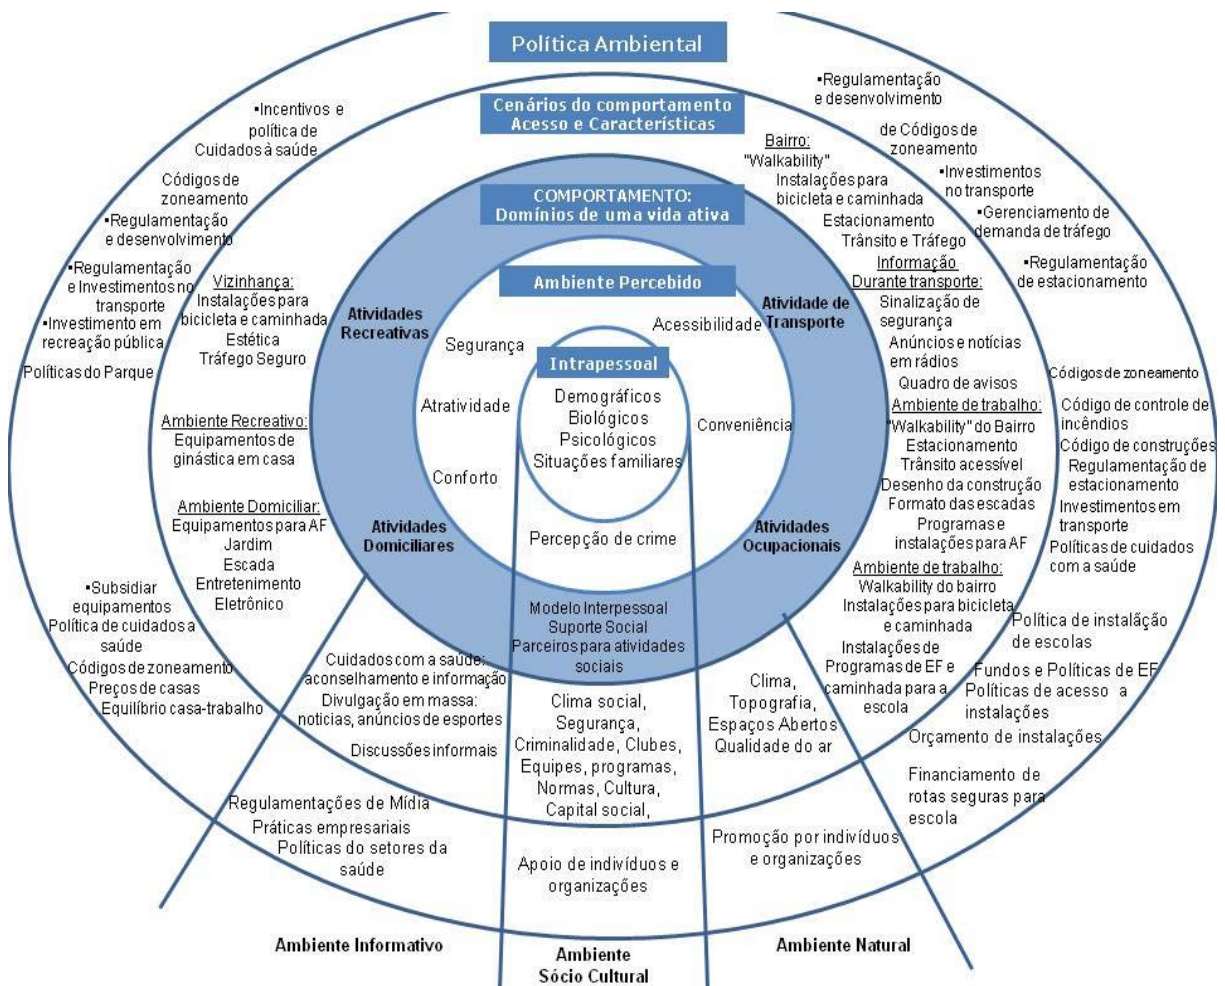 Política Ambiental
▪Incentivos e
política de
Cuidados à saúde
Códigos de
zoneamento
▪Regulamentação
e desenvolvimento
▪Regulamentação
e Investimentos no
transporte
▪Investimento em
recreação pública
Políticas do Parque
▪Subsidiar
equipamentos
Política de cuidados a
saúde
Códigos de zoneamento
Preços de casas
Equilíbrio casa-trabalho
▪Regulamentação
e desenvolvimento
de Códigos de
zoneamento
▪Investimentos
no transporte
▪Gerenciamento de
demanda de tráfego
▪Regulamentação
de estacionamento
Códigos de zoneamento
Código de controle de
incêndios
Código de construções
Regulamentação de
estacionamento
Investimentos em
transporte
Políticas de cuidados
com a saúde
Política de instalãção
de escolas
Fundos e Políticas de EF
Políticas de acesso a
instalações
Orçamento de instalações
Financiamento de
rotas seguras para
escola
Cenários do comportamento
Acesso e Características
Vizinhança:
Instalações para
bicicleta e caminhada
Estética
Tráfego Seguro
Ambiente Recreativo:
Equipamentos de
ginástica em casa
Ambiente Domiciliar:
Equipamentos para AF
Jardim
Escada
Entretenimento
Eletrônico
Bairro:
"Walkability"
Instalações para
bicicleta e caminhada
Estacionamento
Trânsito e Tráfego
Informação
Durante transporte:
Sinalização de
segurança
Anúncios e notícias
em rádios
Quadro de avisos
Ambiente de trabalho:
"Walkability" do Bairro
Estacionamento
Trânsito acessível
Desenho da construção
Formato das escadas
Programas e
instalações para AF
Ambiente de trabalho:
Walkability do bairro
Instalações para bicicleta
e caminhada
Instalações de
Programas de EF e
caminhada para a
escola
COMPORTAMENTO:
Domínios de uma vida ativa
Atividades
Recreativas
Atividade de
Transporte
Atividades
Domiciliares
Atividades
Ocupacionais
Ambiente Percebido
Segurança
Acessibilidade
Atratividade
Conveniência
Conforto
Percepção de crime
Intrapessoal
Demográficos
Biológicos
Psicológicos
Situações familiares
Modelo Interpessoal
Suporte Social
Parceiros para atividades
sociais
Cuidados com a saúde:
aconselhamento e informação
Divulgação em massa:
noticias, anúncios de esportes
Discussões informais
Clima social,
Segurança,
Criminalidade, Clubes,
Equipes, programas,
Normas, Cultura,
Capital social,
Clima,
Topografia,
Espaços Abertos
Qualidade do ar
Regulamentações de Mídia
Práticas empresariais
Políticas do setores da
saúde
Apoio de indivíduos e
organizações
Promoção por indivíduos
e organizações
Ambiente Informativo
Ambiente
Sócio Cultural
Ambiente Natural